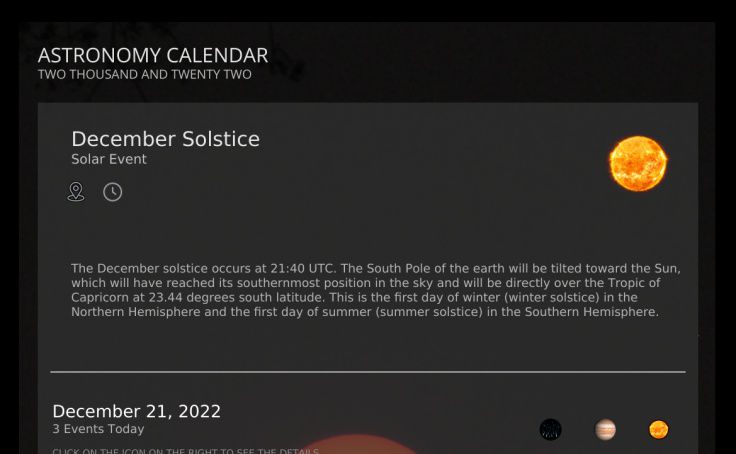 ASTRONOMY CALENDAR
TWO THOUSAND AND TWENTY TWO
December Solstice
Solar Event
The December solstice occurs at 21:40 UTC. The South Pole of the earth will be tilted toward the Sun,
which will have reached its southernmost position in the sky and will be directly over the Tropic of
Capricorn at 23.44 degrees south latitude. This is the first day of winter (winter solstice) in the
Northern Hemisphere and the first day of summer (summer solstice) in the Southern Hemisphere.
December 21, 2022
3 Events Today
CLICK ON THE ICON ON THE RIGHT TO SEE THE DETAILS